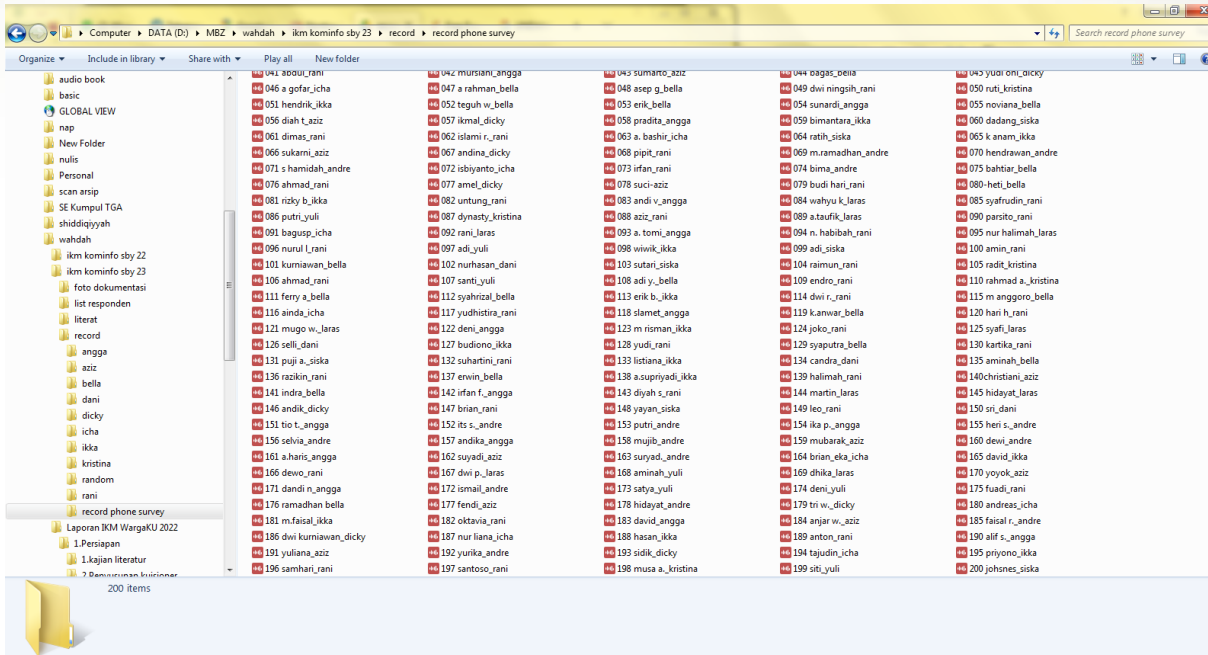 Computer ▸ DATA (D:) ▸ MBZ ▸ wahdah ▸ ikm kominfo sby 23 ▸ record ▸ record phone survey
Search record phone survey
Organize Include in library Share with Play all New folder
audio book
basic
GLOBAL VIEW
nap
New Folder
nulis
Personal
scan arsip
SE Kumpul TGA
shiddiqiyyah
wahdah
ikm kominfo sby 22
ikm kominfo sby 23
foto dokumentasi
list responden
literat
record
angga
aziz
bella
dani
dicky
icha
ikka
kristina
random
rani
record phone survey
Laporan IKM WargaKU 2022
1.Persiapan
1.kajian literatur
2.Penyusunan kuisioner
041 abdul_rani 042 mursiani_angga 043 sumarto_aziz 044 bagas_bella 045 yudi oni_dicky
046 a gofar_icha 047 a rahman_bella 048 asep g_bella 049 dwi ningsih_rani 050 ruti_kristina
051 hendrik_ikka 052 teguh w_bella 053 erik_bella 054 sunardi_angga 055 noviana_bella
056 diah t_aziz 057 ikmal_dicky 058 pradita_angga 059 bimantara_ikka 060 dadang_siska
061 dimas_rani 062 islami r._rani 063 a. bashir_icha 064 ratih_siska 065 k anam_ikka
066 sukarni_aziz 067 andina_dicky 068 pipit_rani 069 m.ramadhan_andre 070 hendrawan_andre
071 s hamidah_andre 072 isbiyanto_icha 073 irfan_rani 074 bima_andre 075 bahtiar_bella
076 ahmad_rani 077 amel_dicky 078 suci-aziz 079 budi hari_rani 080-heti_bella
081 rizky b_ikka 082 untung_rani 083 andi v_angga 084 wahyu k_laras 085 syafrudin_rani
086 putri_yuli 087 dynasty_kristina 088 aziz_rani 089 a.taufik_laras 090 parsito_rani
091 bagusp_icha 092 rani_laras 093 a. tomi_angga 094 n. habibah_rani 095 nur halimah_laras
096 nurul l_rani 097 adi_yuli 098 wiwik_ikka 099 adi_siska 100 amin_rani
101 kurniawan_bella 102 nurhasan_dani 103 sutari_siska 104 raimun_rani 105 radit_kristina
106 ahmad_rani 107 santi_yuli 108 adi y._bella 109 endro_rani 110 rahmad a._kristina
111 ferry a_bella 112 syahrizal_bella 113 erik b._ikka 114 dwi r._rani 115 m anggoro_bella
116 ainda_icha 117 yudhistira_rani 118 slamet_angga 119 k.anwar_bella 120 hari h_rani
121 mugo w._laras 122 deni_angga 123 m risman_ikka 124 joko_rani 125 syafi_laras
126 selli_dani 127 budiono_ikka 128 yudi_rani 129 syaputra_bella 130 kartika_rani
131 puji a._siska 132 suhartini_rani 133 listiana_ikka 134 candra_dani 135 aminah_bella
136 razikin_rani 137 erwin_bella 138 a.supriyadi_ikka 139 halimah_rani 140christiani_aziz
141 indra_bella 142 irfan f._angga 143 diyah s_rani 144 martin_laras 145 hidayat_laras
146 andik_dicky 147 brian_rani 148 yayan_siska 149 leo_rani 150 sri_dani
151 tio t._angga 152 its s._andre 153 putri_andre 154 ika p._angga 155 heri s._andre
156 selvia_andre 157 andika_angga 158 mujib_andre 159 mubarak_aziz 160 dewi_andre
161 a.haris_angga 162 suyadi_aziz 163 suryad._andre 164 brian_eka_icha 165 david_ikka
166 dewo_rani 167 dwi p._laras 168 aminah_yuli 169 dhika_laras 170 yoyok_aziz
171 dandi n_angga 172 ismail_andre 173 satya_yuli 174 deni_yuli 175 fuadi_rani
176 ramadhan bella 177 fendi_aziz 178 hidayat_andre 179 tri w._dicky 180 andreas_icha
181 m.faisal_ikka 182 oktavia_rani 183 david_angga 184 anjar w._aziz 185 faisal r._andre
186 dwi kurniawan_dicky 187 nur liana_icha 188 hasan_ikka 189 anton_rani 190 alif s._angga
191 yuliana_aziz 192 yurika_andre 193 sidik_dicky 194 tajudin_icha 195 priyono_ikka
196 samhari_rani 197 santoso_rani 198 musa a._kristina 199 siti_yuli 200 johsnes_siska
200 items